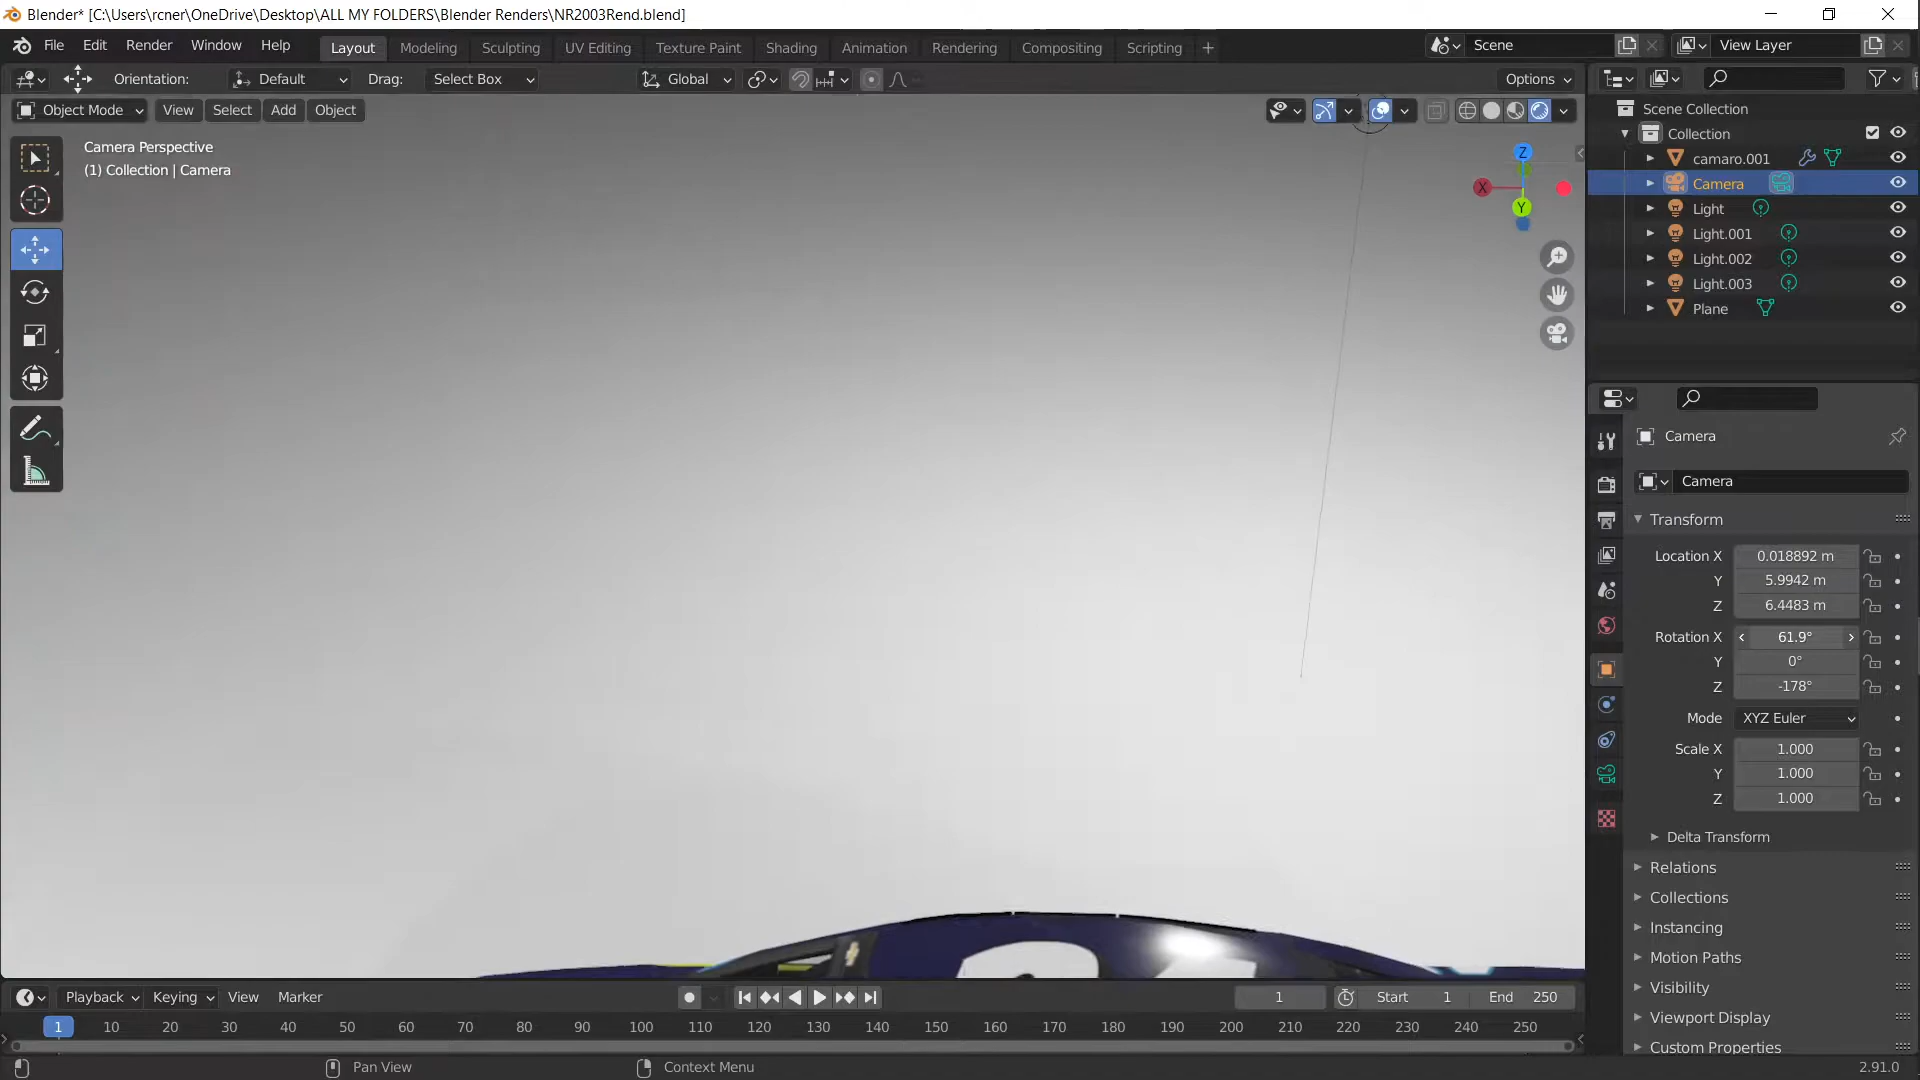 Blender* [C:\Users\rcner\OneDrive\Desktop\ALL MY FOLDERS\Blender Renders\NR2003Rend.blend]
File Edit Render Window Help Layout Modeling Sculpting UV Editing Texture Paint Shading Animation Rendering Compositing Scripting + Scene View Layer
Orientation: Default Drag: Select Box Global Options
Object Mode View Select Add Object
Camera Perspective
(1) Collection | Camera
Z
X
Y
Scene Collection
Collection
camaro.001
Camera
Light
Light.001
Light.002
Light.003
Plane
Camera
Camera
Transform
Location X 0.018892 m
Y 5.9942 m
Z 6.4483 m
Rotation X 61.9°
Y 0°
Z -178°
Mode XYZ Euler
Scale X 1.000
Y 1.000
Z 1.000
Delta Transform
Relations
Collections
Instancing
Motion Paths
Visibility
Viewport Display
Custom Properties
Playback Keying View Marker 1 Start 1 End 250
1 10 20 30 40 50 60 70 80 90 100 110 120 130 140 150 160 170 180 190 200 210 220 230 240 250
Pan View Context Menu 2.91.0